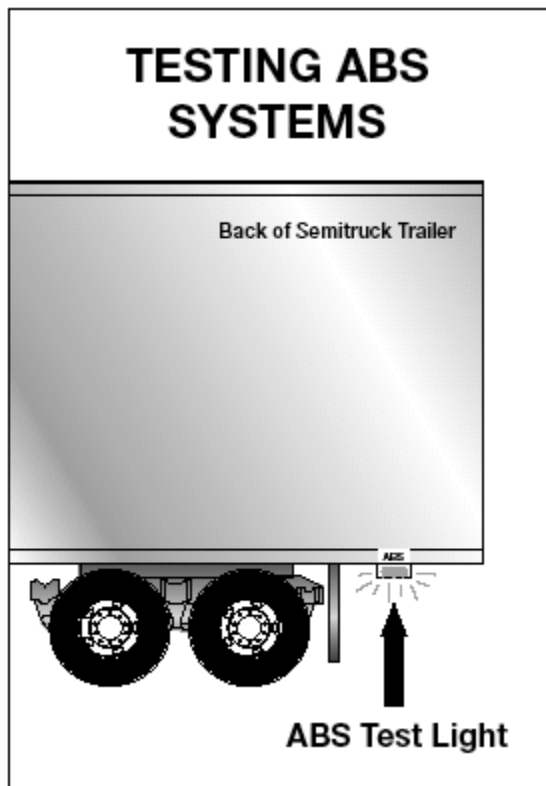 TESTING ABS
SYSTEMS
Back of Semitruck Trailer
ABS
ABS Test Light